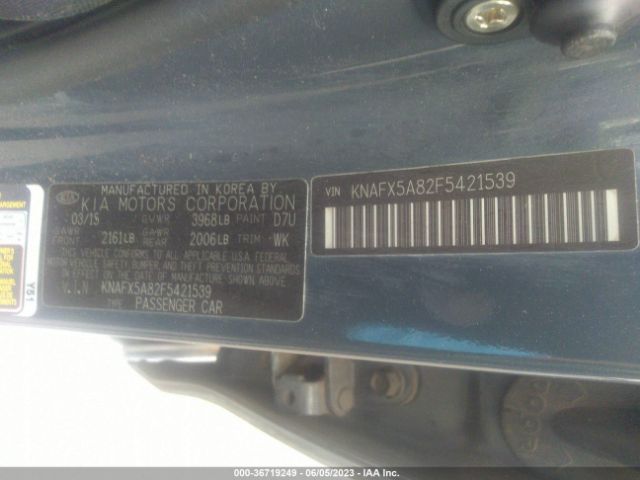 VIN KNAFX5A82F5421539
MANUFACTURED IN KOREA BY
KIA
KIA MOTORS CORPORATION
03/15 GVWR 3968LB PAINT D7U
GAWR FRONT 2161LB GAWR REAR 2006LB TRIM WK
THIS VEHICLE CONFORMS TO ALL APPLICABLE U.S.A FEDERAL
MOTOR VEHICLE SAFETY, BUMPER, AND THEFT PREVENTION STANDARDS
IN EFFECT ON THE DATE OF MANUFACTURE SHOWN ABOVE
V.I.N KNAFX5A82F5421539
TYPE: PASSENGER CAR
Y51
000-36719249 - 06/05/2023 - IAA Inc.